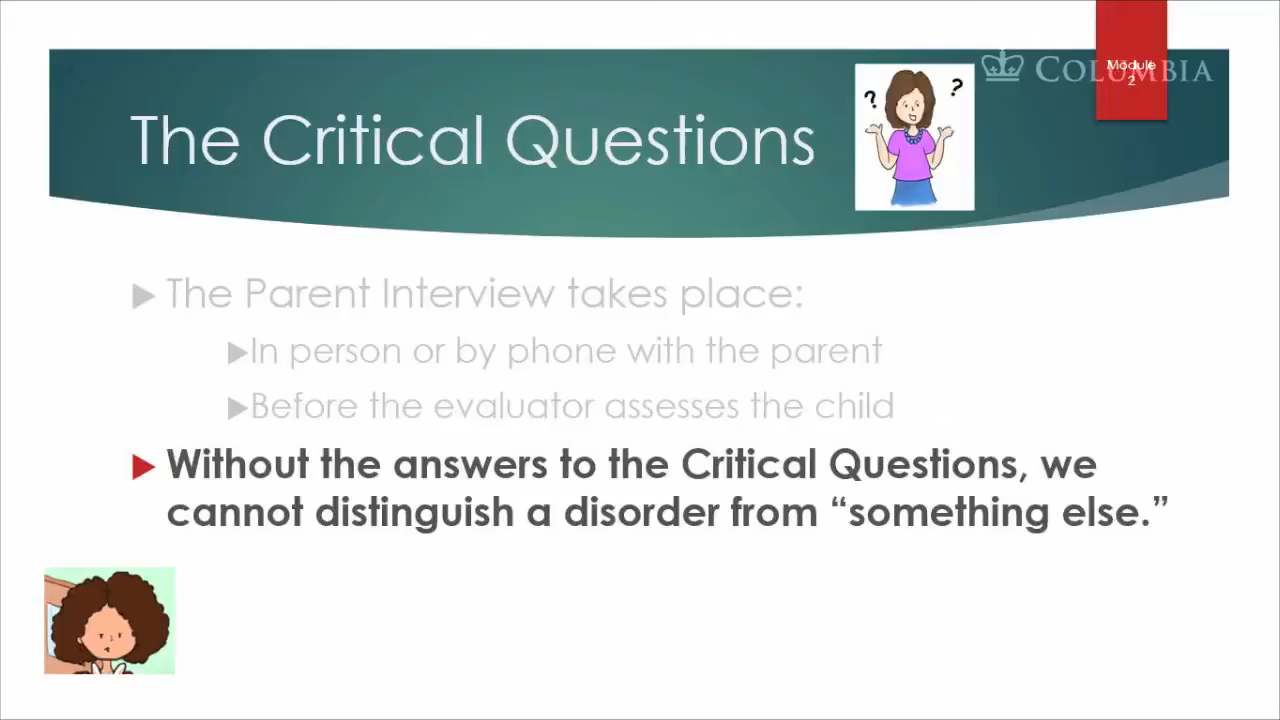 COLUMBIA
Module
2
The Critical Questions
? ?
▶The Parent Interview takes place:
▶In person or by phone with the parent
▶Before the evaluator assesses the child
▶Without the answers to the Critical Questions, we
cannot distinguish a disorder from “something else.”